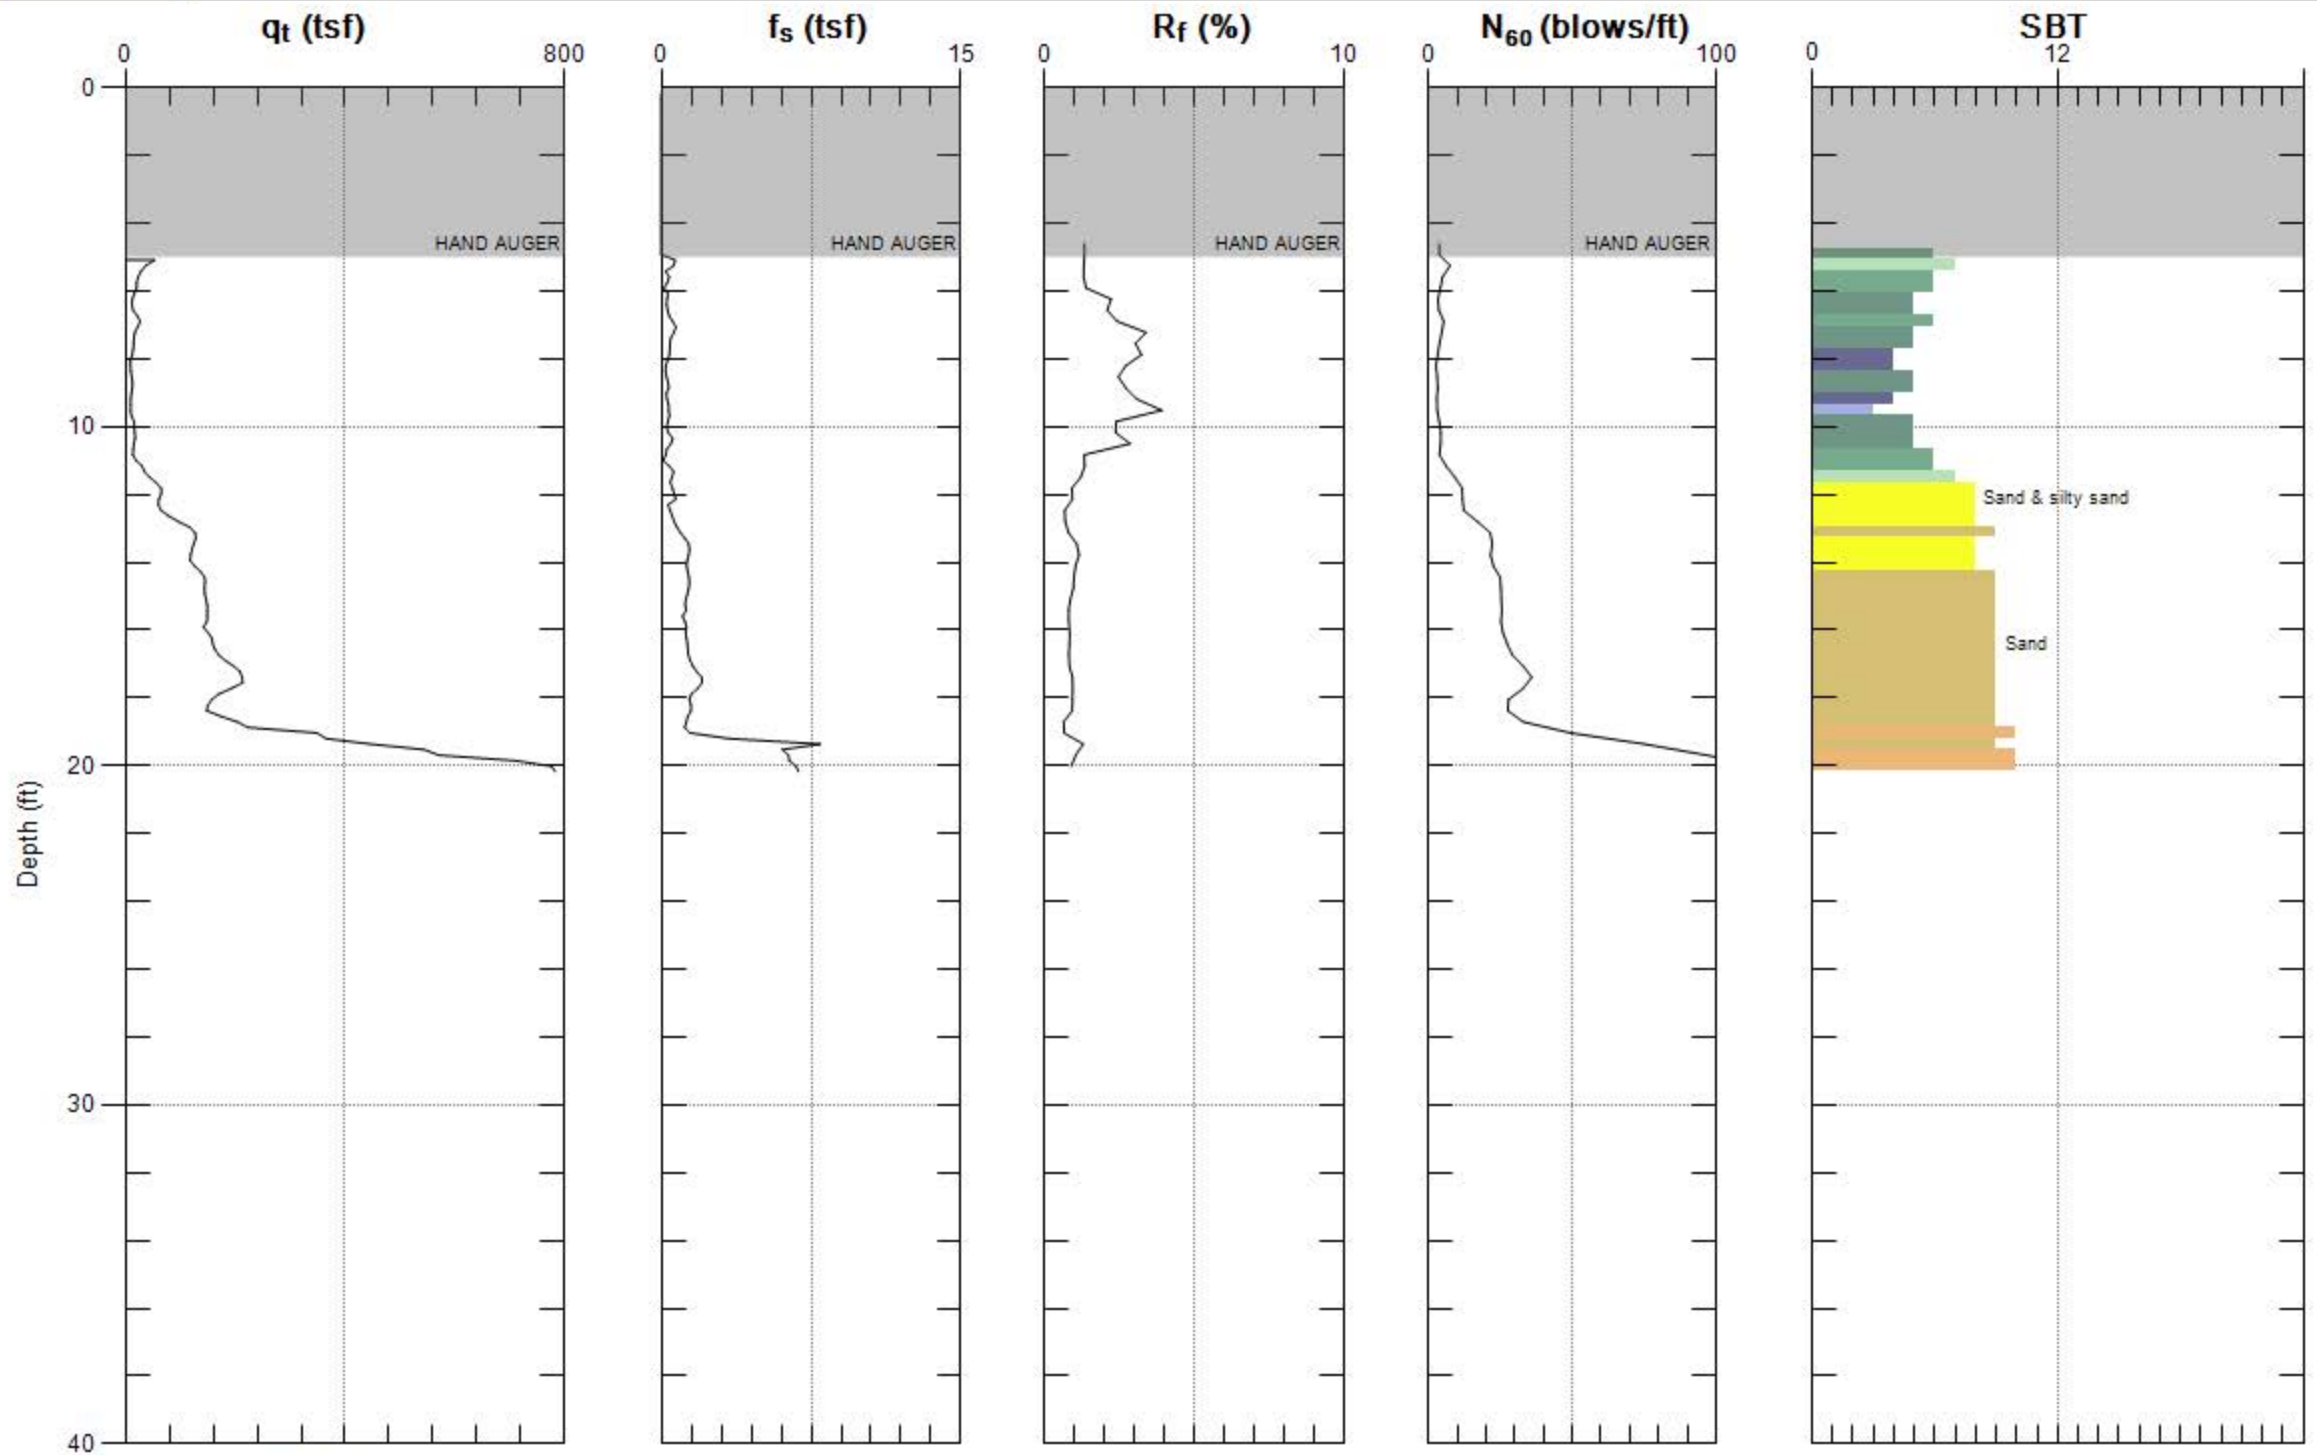 qt (tsf) fs (tsf) Rf (%) N60 (blows/ft) SBT
0 800 0 15 0 10 0 100 0 12
0
HAND AUGER HAND AUGER HAND AUGER HAND AUGER
10
Sand & silty sand
Sand
20
Depth (ft)
30
40